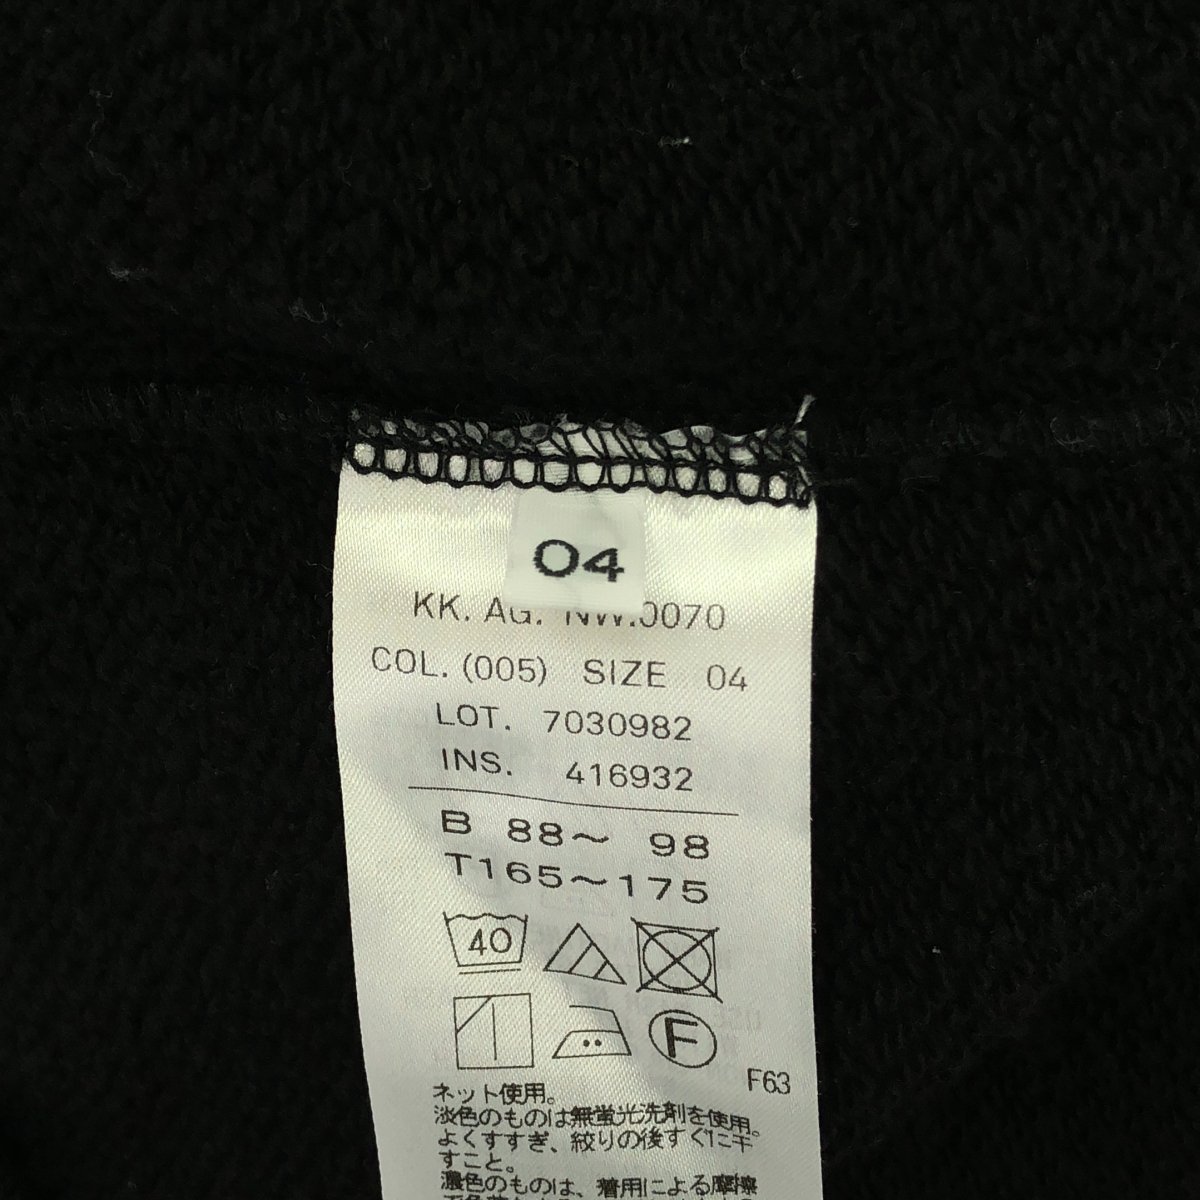 04
KK. AG. NW.0070
COL. (005) SIZE 04
LOT. 7030982
INS. 416932
B 88～ 98
T165～175
40
F
F63
ネット使用。
淡色のものは無蛍光洗剤を使用。
よくすすぎ、絞りの後すぐに干
すこと。
濃色のものは、着用による摩擦